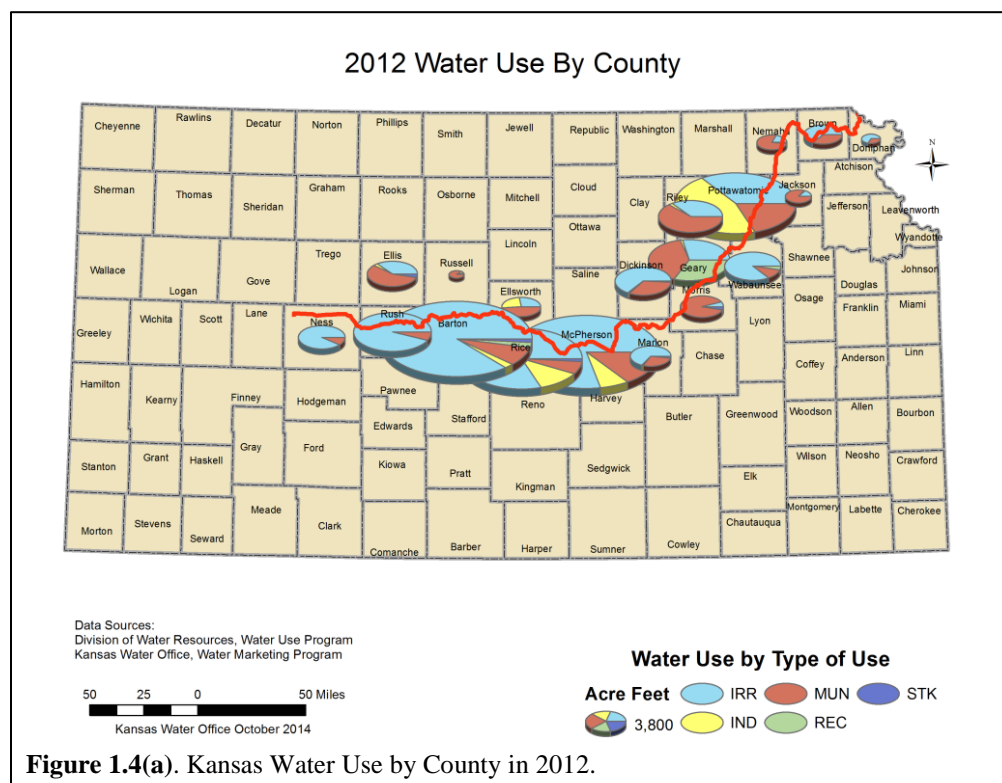 2012 Water Use By County
Cheyenne Rawlins Decatur Norton Phillips Smith Jewell Republic Washington Marshall Nemaha Brown Doniphan
Atchison
Sherman Thomas Sheridan Graham Rooks Osborne Mitchell Cloud Clay Riley Pottawatomie Jackson Jefferson Leavenworth
Wyandotte
Wallace Logan Gove Trego Ellis Russell Lincoln Ottawa Saline Dickinson Geary Wabaunsee Shawnee Douglas Johnson
Ellsworth Morris Osage Franklin Miami
Greeley Wichita Scott Lane Ness Rush Barton Rice McPherson Marion Chase Lyon Coffey Anderson Linn
Hamilton Kearny Finney Hodgeman Pawnee Stafford Reno Harvey Butler Greenwood Woodson Allen Bourbon
Edwards
Stanton Grant Haskell Gray Ford Kiowa Pratt Kingman Sedgwick Elk Wilson Neosho Crawford
Morton Stevens Seward Meade Clark Comanche Barber Harper Sumner Cowley Chautauqua Montgomery Labette Cherokee
N
Data Sources:
Division of Water Resources, Water Use Program
Kansas Water Office, Water Marketing Program
50 25 0 50 Miles
Kansas Water Office October 2014
Water Use by Type of Use
Acre Feet IRR MUN STK
3,800 IND REC
Figure 1.4(a). Kansas Water Use by County in 2012.